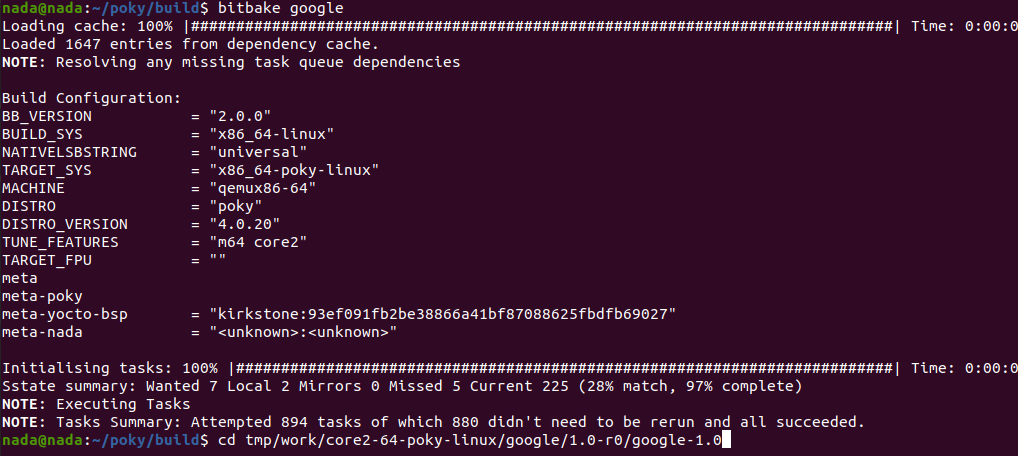 nada@nada:~/poky/build$ bitbake google
Loading cache: 100% |##############################################################################| Time: 0:00:0
Loaded 1647 entries from dependency cache.
NOTE: Resolving any missing task queue dependencies
Build Configuration:
BB_VERSION           = "2.0.0"
BUILD_SYS            = "x86_64-linux"
NATIVELSBSTRING      = "universal"
TARGET_SYS           = "x86_64-poky-linux"
MACHINE              = "qemux86-64"
DISTRO               = "poky"
DISTRO_VERSION       = "4.0.20"
TUNE_FEATURES        = "m64 core2"
TARGET_FPU           = ""
meta
meta-poky
meta-yocto-bsp       = "kirkstone:93ef091fb2be38866a41bf87088625fbdfb69027"
meta-nada            = "<unknown>:<unknown>"
Initialising tasks: 100% |#########################################################################| Time: 0:00:0
Sstate summary: Wanted 7 Local 2 Mirrors 0 Missed 5 Current 225 (28% match, 97% complete)
NOTE: Executing Tasks
NOTE: Tasks Summary: Attempted 894 tasks of which 880 didn't need to be rerun and all succeeded.
nada@nada:~/poky/build$ cd tmp/work/core2-64-poky-linux/google/1.0-r0/google-1.0